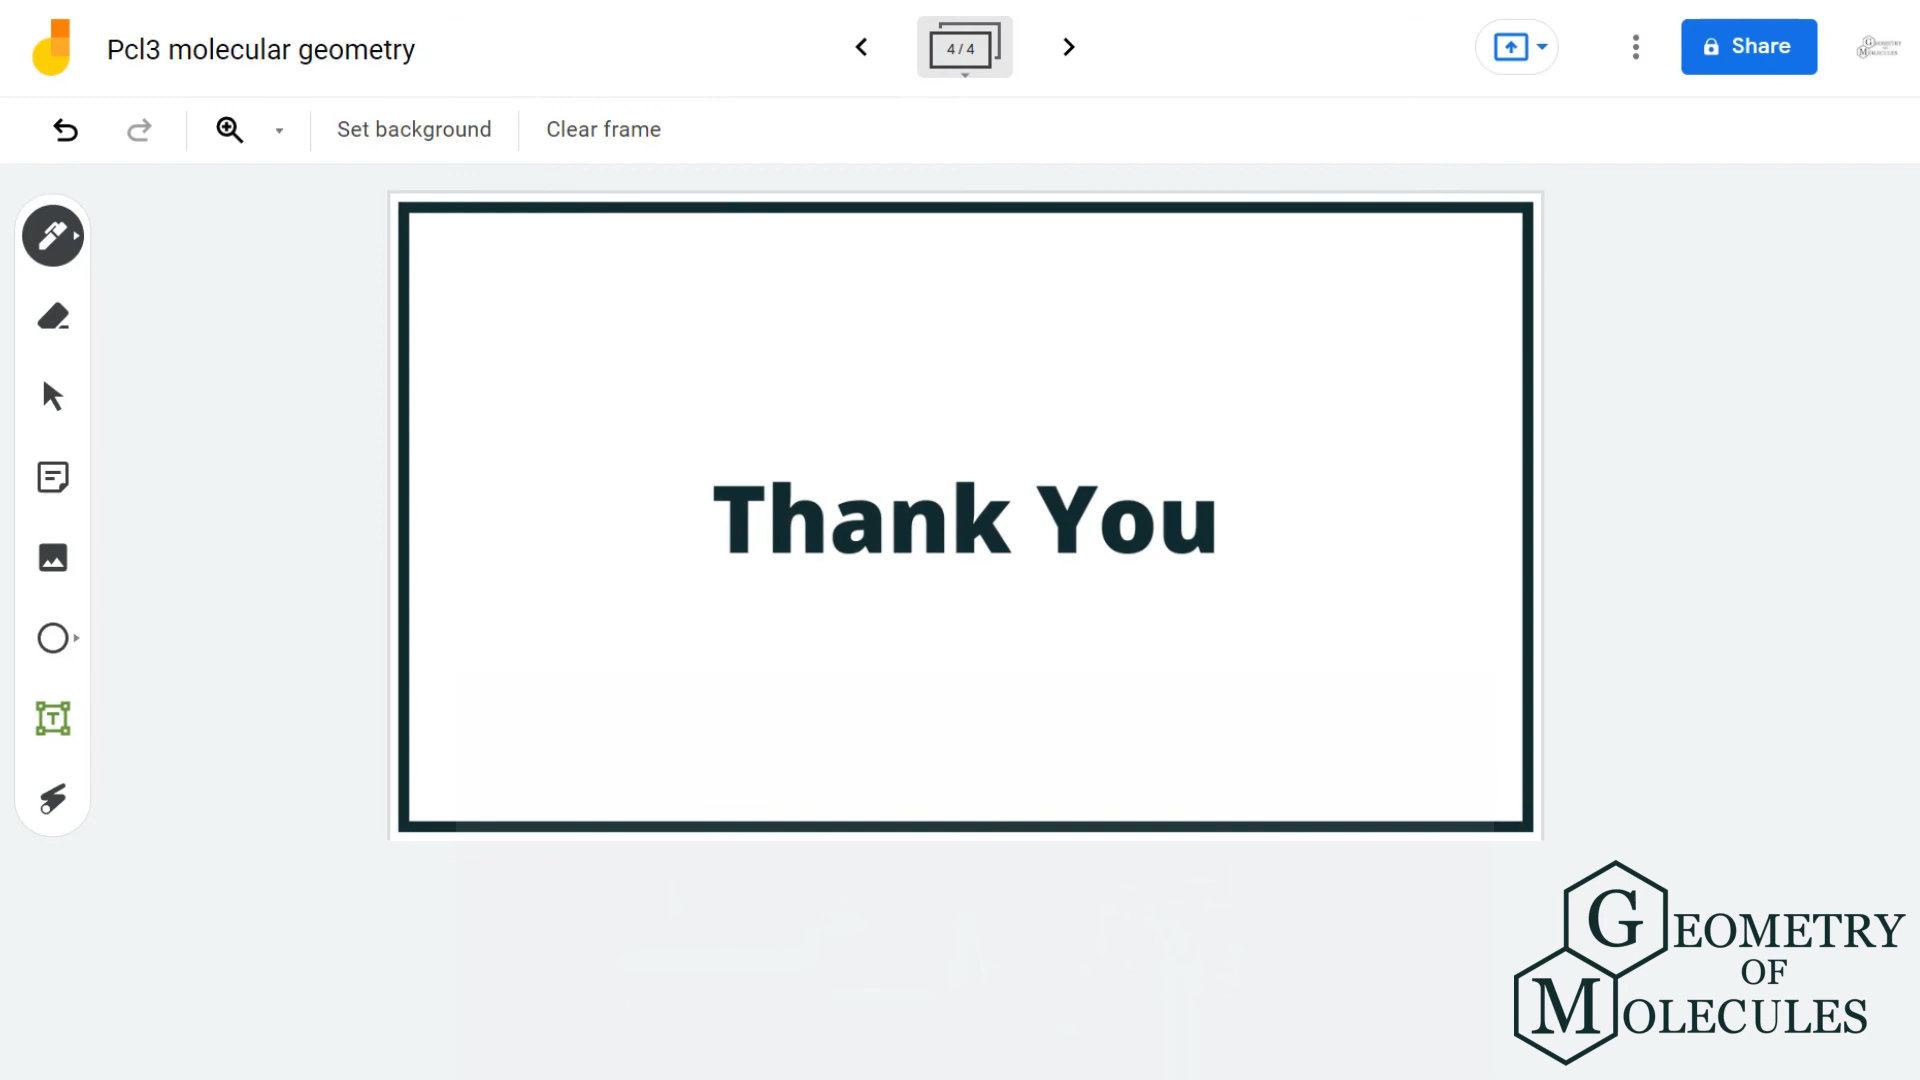 Pcl3 molecular geometry
4 / 4
Share
Set background
Clear frame
Thank You
GEOMETRY
OF
MOLECULES